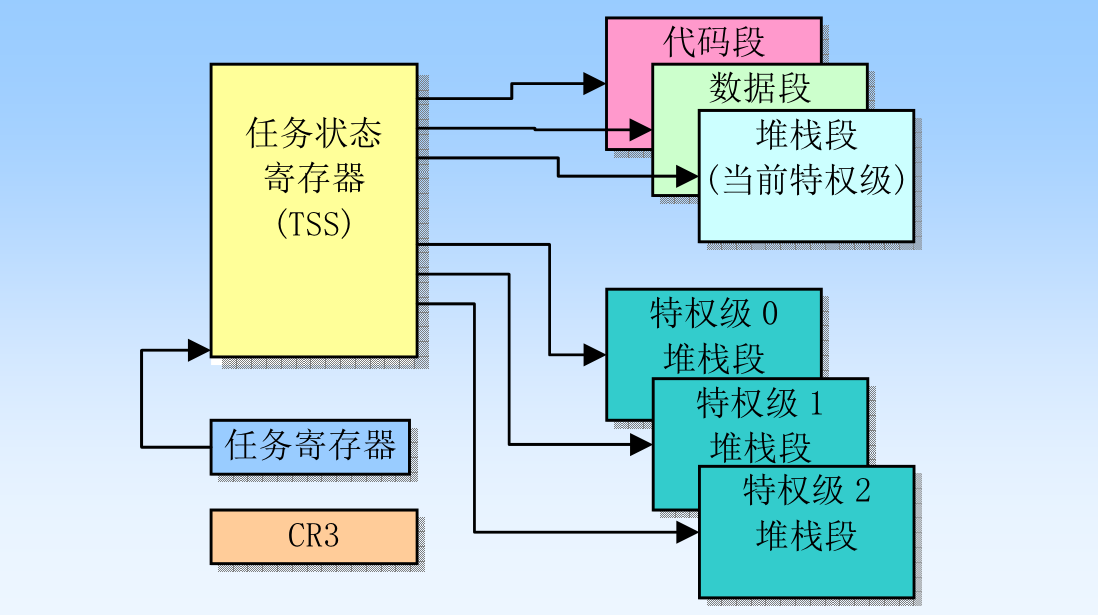 任务状态
寄存器
(TSS)
任务寄存器
CR3
代码段
数据段
堆栈段
(当前特权级)
特权级 0
堆栈段
特权级 1
堆栈段
特权级 2
堆栈段